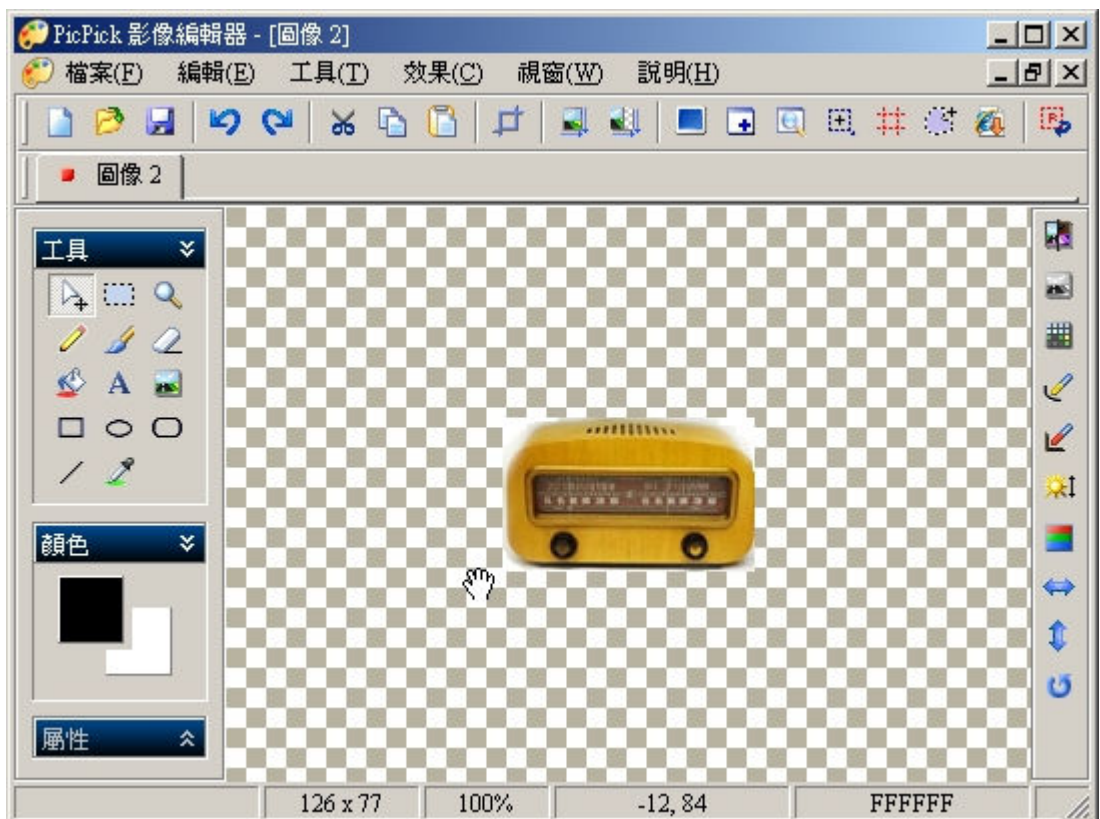 PicPick 影像編輯器 - [圖像 2]
檔案(F) 編輯(E) 工具(T) 效果(C) 視窗(W) 說明(H)
圖像 2
工具
A
顏色
屬性
126 x 77 100% -12, 84 FFFFFF